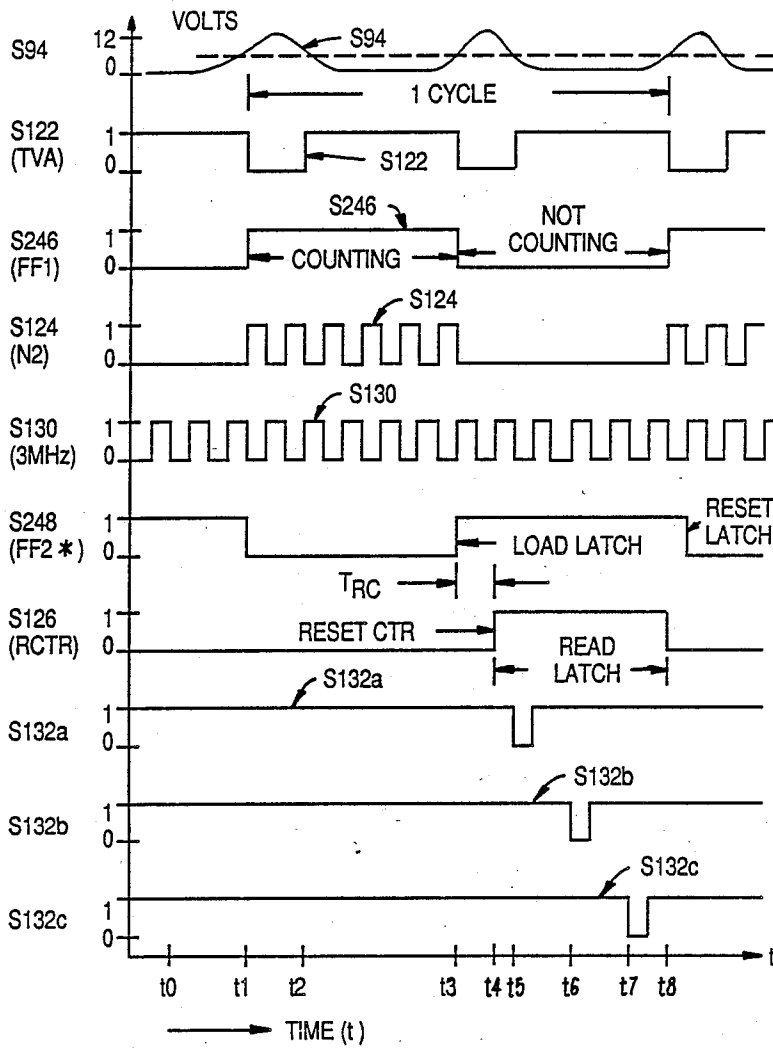 VOLTS
S94
12
0
S94
1 CYCLE
S122
(TVA)
1
0
S122
S246
(FF1)
1
0
S246
COUNTING
NOT
COUNTING
S124
(N2)
1
0
S124
S130
(3MHz)
1
0
S130
S248
(FF2 *)
1
0
LOAD LATCH
RESET
LATCH
TRC
S126
(RCTR)
1
0
RESET CTR
READ
LATCH
S132a
1
0
S132a
S132b
1
0
S132b
S132c
1
0
S132c
t
t0 t1 t2 t3 t4 t5 t6 t7 t8
TIME (t)